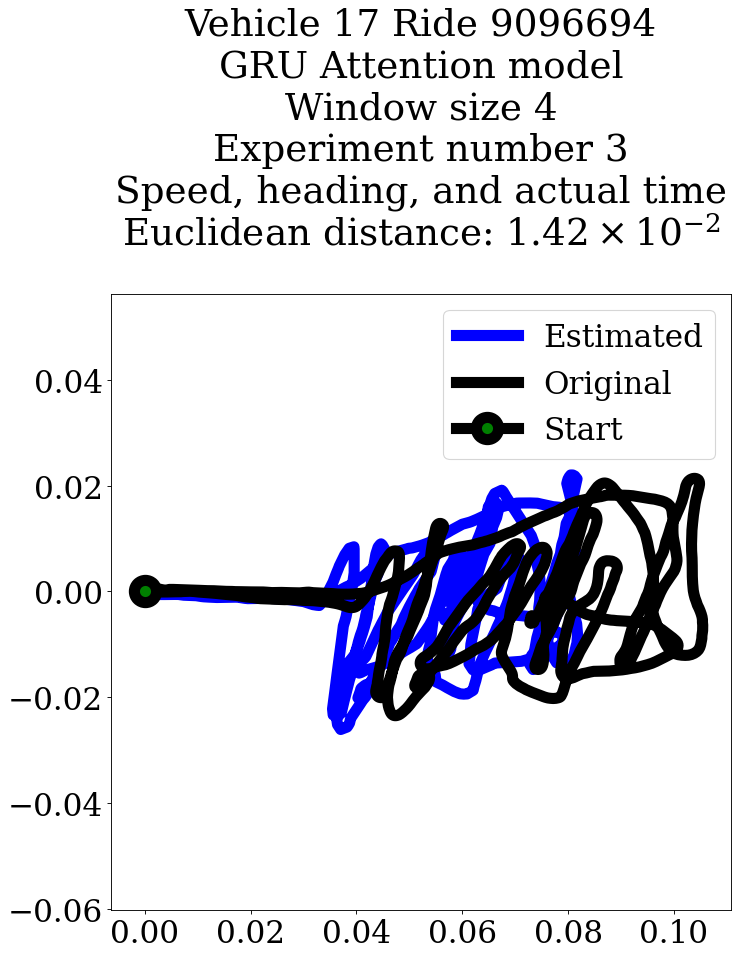 Vehicle 17 Ride 9096694
GRU Attention model
Window size 4
Experiment number 3
Speed, heading, and actual time
Euclidean distance: 1.42 × 10⁻²
Estimated
Original
Start
0.04
0.02
0.00
−0.02
−0.04
−0.06
0.00 0.02 0.04 0.06 0.08 0.10